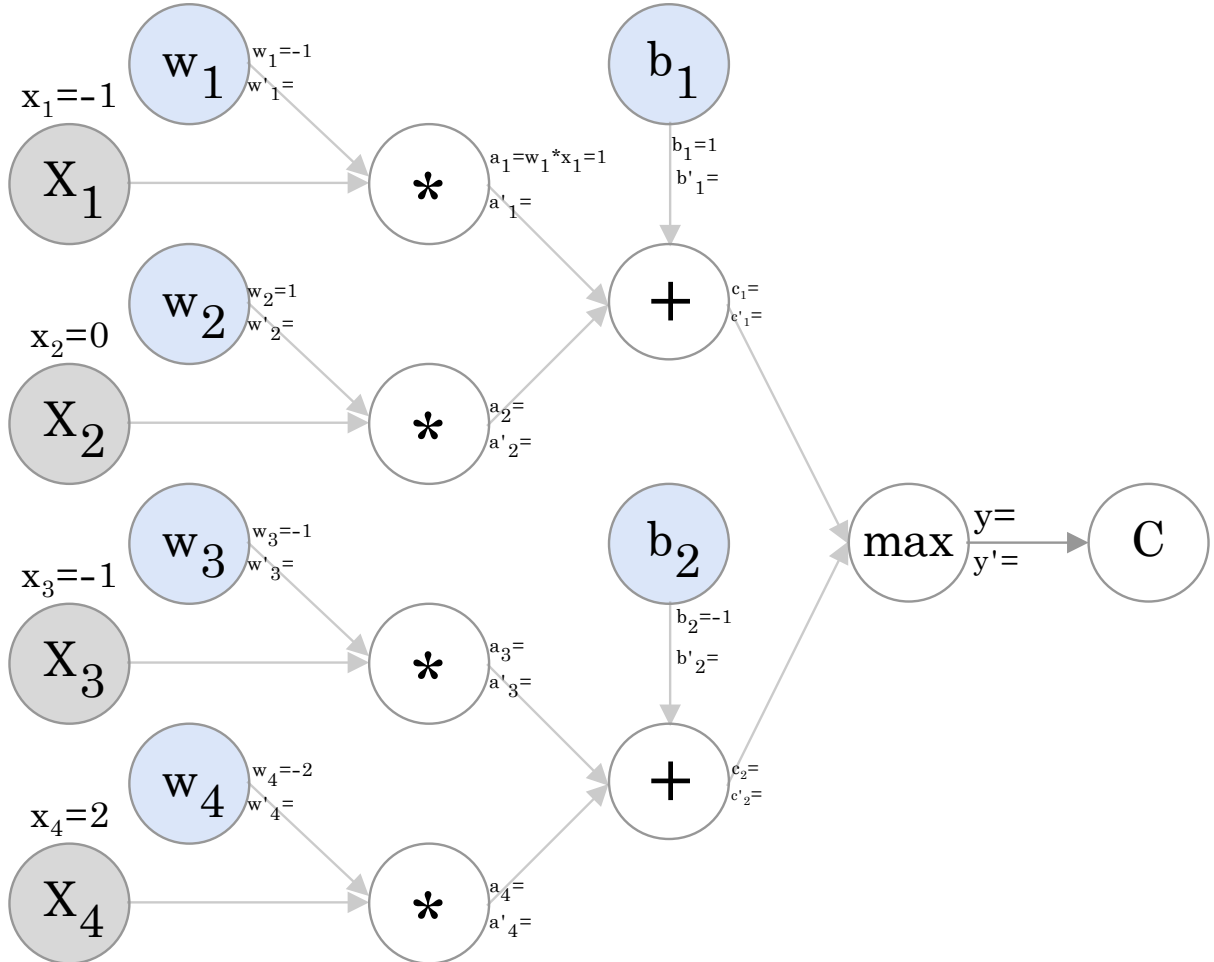 w₁
w₁=-1
w'₁=
b₁
x₁=-1
X₁
*
a₁=w₁*x₁=1
a'₁=
b₁=1
b'₁=
w₂
w₂=1
w'₂=
+
c₁=
c'₁=
x₂=0
X₂
*
a₂=
a'₂=
w₃
w₃=-1
w'₃=
b₂
max
y=
y'=
C
x₃=-1
X₃
*
a₃=
a'₃=
b₂=-1
b'₂=
w₄
w₄=-2
w'₄=
+
c₂=
c'₂=
x₄=2
X₄
*
a₄=
a'₄=